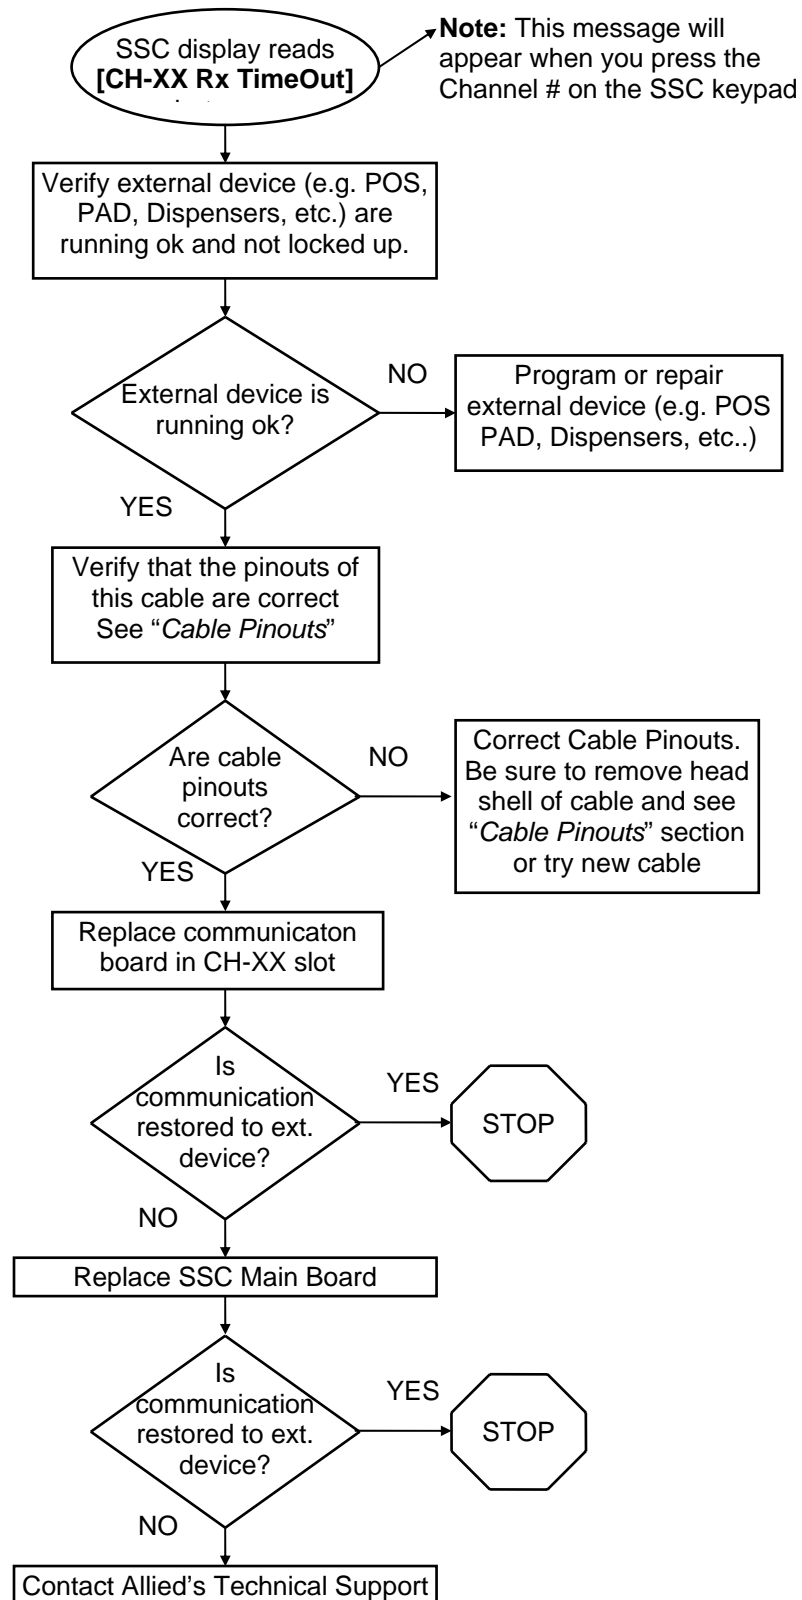 SSC display reads
[CH-XX Rx TimeOut]
Note: This message will
appear when you press the
Channel # on the SSC keypad
Verify external device (e.g. POS,
PAD, Dispensers, etc.) are
running ok and not locked up.
External device is
running ok?
NO
Program or repair
external device (e.g. POS
PAD, Dispensers, etc..)
YES
Verify that the pinouts of
this cable are correct
See “Cable Pinouts”
Are cable
pinouts
correct?
NO
Correct Cable Pinouts.
Be sure to remove head
shell of cable and see
“Cable Pinouts” section
or try new cable
YES
Replace communicaton
board in CH-XX slot
Is
communication
restored to ext.
device?
YES
STOP
NO
Replace SSC Main Board
Is
communication
restored to ext.
device?
YES
STOP
NO
Contact Allied's Technical Support